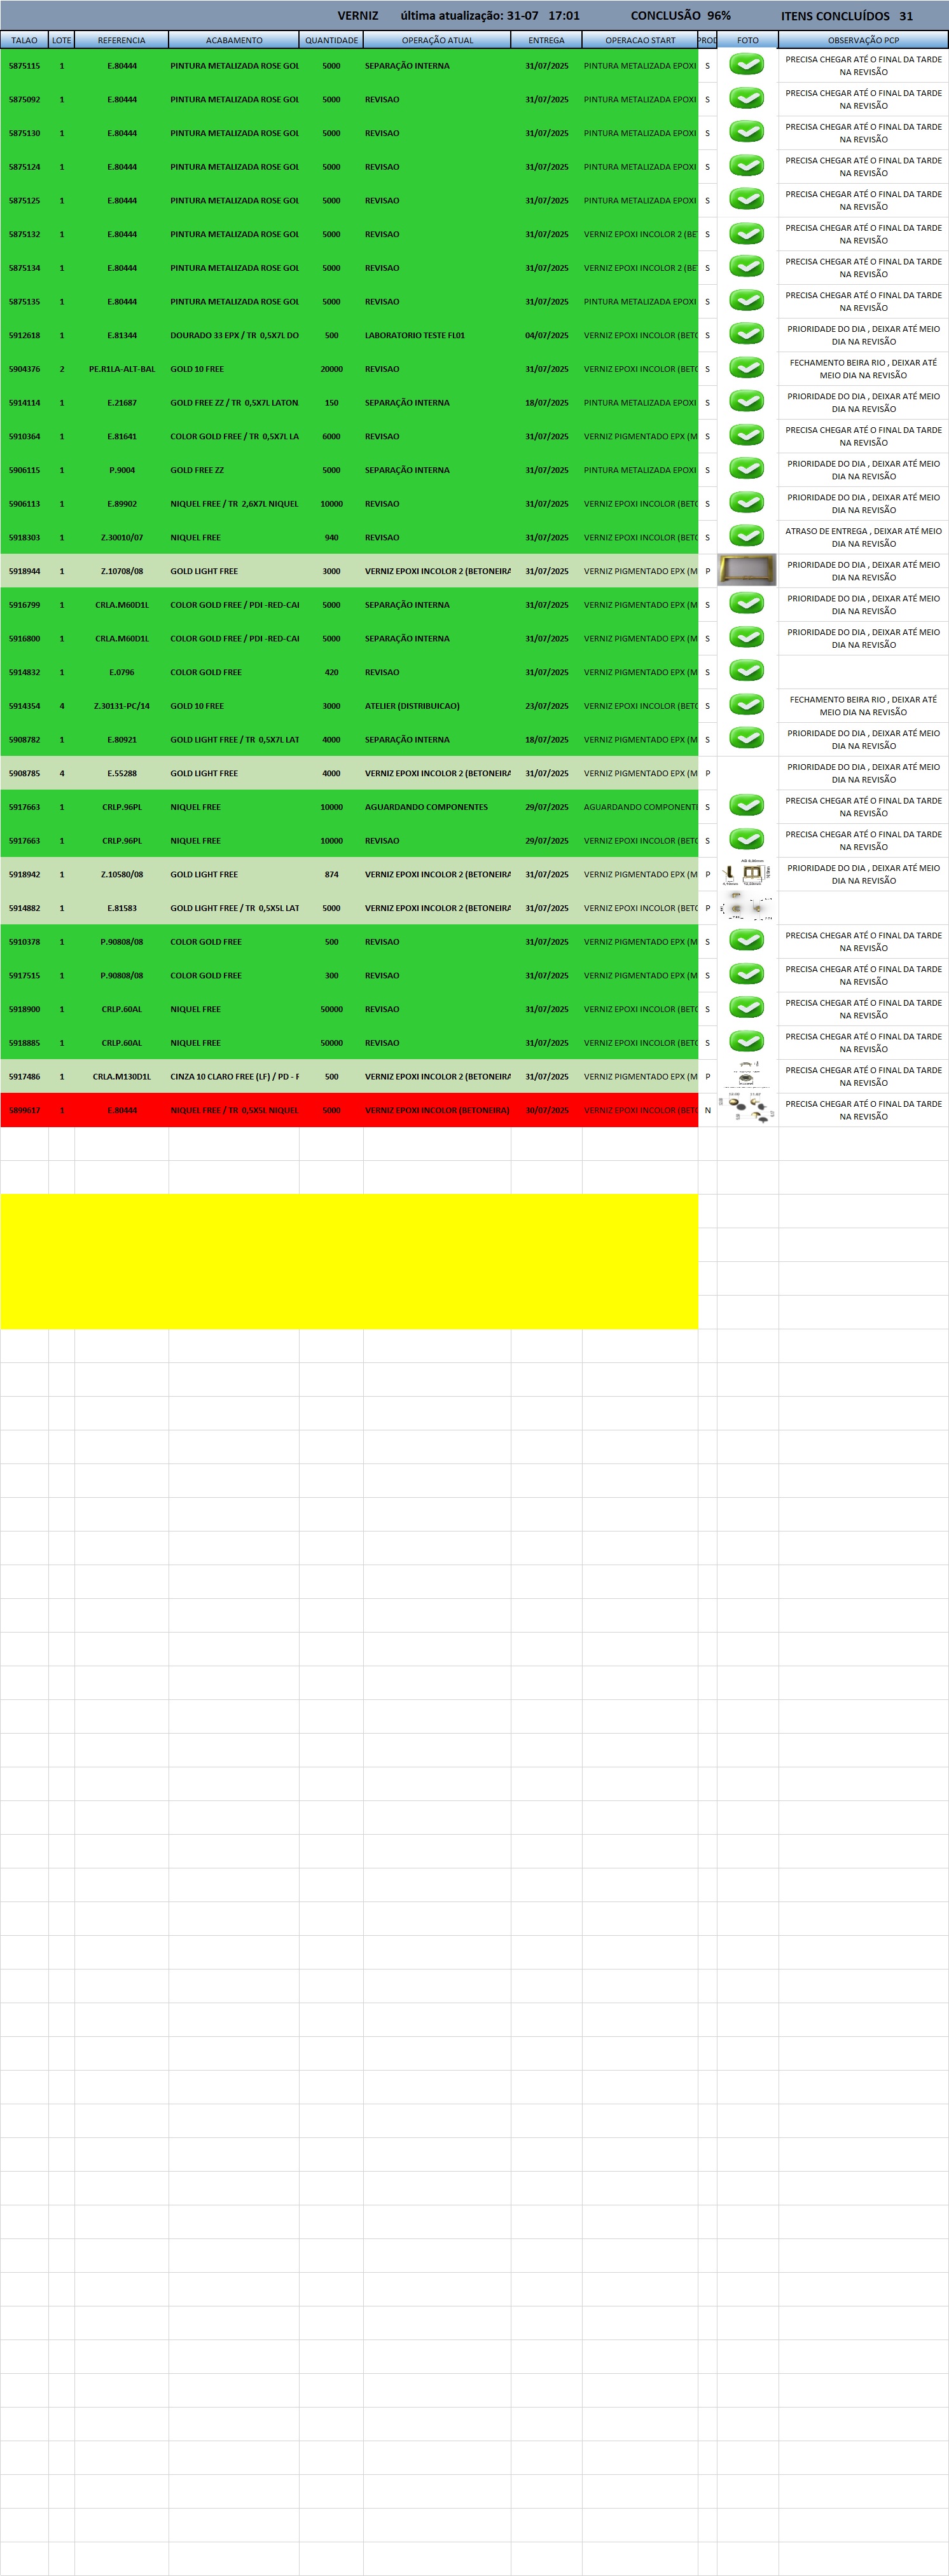 VERNIZ última atualização: 31-07 17:01 CONCLUSÃO 96% ITENS CONCLUÍDOS 31
TALAO LOTE REFERENCIA ACABAMENTO QUANTIDADE OPERAÇÃO ATUAL ENTREGA OPERACAO START PROD FOTO OBSERVAÇÃO PCP
5875115 1 E.80444 PINTURA METALIZADA ROSE GOL 5000 SEPARAÇÃO INTERNA 31/07/2025 PINTURA METALIZADA EPOXI S PRECISA CHEGAR ATÉ O FINAL DA TARDE
NA REVISÃO
5875092 1 E.80444 PINTURA METALIZADA ROSE GOL 5000 REVISAO 31/07/2025 PINTURA METALIZADA EPOXI S PRECISA CHEGAR ATÉ O FINAL DA TARDE
NA REVISÃO
5875130 1 E.80444 PINTURA METALIZADA ROSE GOL 5000 REVISAO 31/07/2025 PINTURA METALIZADA EPOXI S PRECISA CHEGAR ATÉ O FINAL DA TARDE
NA REVISÃO
5875124 1 E.80444 PINTURA METALIZADA ROSE GOL 5000 REVISAO 31/07/2025 PINTURA METALIZADA EPOXI S PRECISA CHEGAR ATÉ O FINAL DA TARDE
NA REVISÃO
5875125 1 E.80444 PINTURA METALIZADA ROSE GOL 5000 REVISAO 31/07/2025 PINTURA METALIZADA EPOXI S PRECISA CHEGAR ATÉ O FINAL DA TARDE
NA REVISÃO
5875132 1 E.80444 PINTURA METALIZADA ROSE GOL 5000 REVISAO 31/07/2025 VERNIZ EPOXI INCOLOR 2 (BET S PRECISA CHEGAR ATÉ O FINAL DA TARDE
NA REVISÃO
5875134 1 E.80444 PINTURA METALIZADA ROSE GOL 5000 REVISAO 31/07/2025 VERNIZ EPOXI INCOLOR 2 (BET S PRECISA CHEGAR ATÉ O FINAL DA TARDE
NA REVISÃO
5875135 1 E.80444 PINTURA METALIZADA ROSE GOL 5000 REVISAO 31/07/2025 PINTURA METALIZADA EPOXI S PRECISA CHEGAR ATÉ O FINAL DA TARDE
NA REVISÃO
5912618 1 E.81344 DOURADO 33 EPX / TR 0,5X7L DO 500 LABORATORIO TESTE FL01 04/07/2025 VERNIZ EPOXI INCOLOR (BETO S PRIORIDADE DO DIA , DEIXAR ATÉ MEIO
DIA NA REVISÃO
5904376 2 PE.R1LA-ALT-BAL GOLD 10 FREE 20000 REVISAO 31/07/2025 VERNIZ EPOXI INCOLOR (BETO S FECHAMENTO BEIRA RIO , DEIXAR ATÉ
MEIO DIA NA REVISÃO
5914114 1 E.21687 GOLD FREE ZZ / TR 0,5X7L LATON 150 SEPARAÇÃO INTERNA 18/07/2025 PINTURA METALIZADA EPOXI S PRIORIDADE DO DIA , DEIXAR ATÉ MEIO
DIA NA REVISÃO
5910364 1 E.81641 COLOR GOLD FREE / TR 0,5X7L LA 6000 REVISAO 31/07/2025 VERNIZ PIGMENTADO EPX (M S PRECISA CHEGAR ATÉ O FINAL DA TARDE
NA REVISÃO
5906115 1 P.9004 GOLD FREE ZZ 5000 SEPARAÇÃO INTERNA 31/07/2025 PINTURA METALIZADA EPOXI S PRIORIDADE DO DIA , DEIXAR ATÉ MEIO
DIA NA REVISÃO
5906113 1 E.89902 NIQUEL FREE / TR 2,6X7L NIQUEL 10000 REVISAO 31/07/2025 VERNIZ EPOXI INCOLOR (BETO S PRIORIDADE DO DIA , DEIXAR ATÉ MEIO
DIA NA REVISÃO
5918303 1 Z.30010/07 NIQUEL FREE 940 REVISAO 31/07/2025 VERNIZ EPOXI INCOLOR (BETO S ATRASO DE ENTREGA , DEIXAR ATÉ MEIO
DIA NA REVISÃO
5918944 1 Z.10708/08 GOLD LIGHT FREE 3000 VERNIZ EPOXI INCOLOR 2 (BETONEIRA 31/07/2025 VERNIZ PIGMENTADO EPX (M P PRIORIDADE DO DIA , DEIXAR ATÉ MEIO
DIA NA REVISÃO
5916799 1 CRLA.M60D1L COLOR GOLD FREE / PDI -RED-CAI 5000 SEPARAÇÃO INTERNA 31/07/2025 VERNIZ PIGMENTADO EPX (M S PRIORIDADE DO DIA , DEIXAR ATÉ MEIO
DIA NA REVISÃO
5916800 1 CRLA.M60D1L COLOR GOLD FREE / PDI -RED-CAI 5000 SEPARAÇÃO INTERNA 31/07/2025 VERNIZ PIGMENTADO EPX (M S PRIORIDADE DO DIA , DEIXAR ATÉ MEIO
DIA NA REVISÃO
5914832 1 E.0796 COLOR GOLD FREE 420 REVISAO 31/07/2025 VERNIZ PIGMENTADO EPX (M S
5914354 4 Z.30131-PC/14 GOLD 10 FREE 3000 ATELIER (DISTRIBUICAO) 23/07/2025 VERNIZ EPOXI INCOLOR (BETO S FECHAMENTO BEIRA RIO , DEIXAR ATÉ
MEIO DIA NA REVISÃO
5908782 1 E.80921 GOLD LIGHT FREE / TR 0,5X7L LAT 4000 SEPARAÇÃO INTERNA 18/07/2025 VERNIZ PIGMENTADO EPX (M S PRIORIDADE DO DIA , DEIXAR ATÉ MEIO
DIA NA REVISÃO
5908785 4 E.55288 GOLD LIGHT FREE 4000 VERNIZ EPOXI INCOLOR 2 (BETONEIRA 31/07/2025 VERNIZ PIGMENTADO EPX (M P PRIORIDADE DO DIA , DEIXAR ATÉ MEIO
DIA NA REVISÃO
5917663 1 CRLP.96PL NIQUEL FREE 10000 AGUARDANDO COMPONENTES 29/07/2025 AGUARDANDO COMPONENTI S PRECISA CHEGAR ATÉ O FINAL DA TARDE
NA REVISÃO
5917663 1 CRLP.96PL NIQUEL FREE 10000 REVISAO 29/07/2025 VERNIZ EPOXI INCOLOR (BETO S PRECISA CHEGAR ATÉ O FINAL DA TARDE
NA REVISÃO
5918942 1 Z.10580/08 GOLD LIGHT FREE 874 VERNIZ EPOXI INCOLOR 2 (BETONEIRA 31/07/2025 VERNIZ PIGMENTADO EPX (M P PRIORIDADE DO DIA , DEIXAR ATÉ MEIO
DIA NA REVISÃO
5914882 1 E.81583 GOLD LIGHT FREE / TR 0,5X5L LAT 5000 VERNIZ EPOXI INCOLOR 2 (BETONEIRA 31/07/2025 VERNIZ EPOXI INCOLOR (BETO P
5910378 1 P.90808/08 COLOR GOLD FREE 500 REVISAO 31/07/2025 VERNIZ PIGMENTADO EPX (M S PRECISA CHEGAR ATÉ O FINAL DA TARDE
NA REVISÃO
5917515 1 P.90808/08 COLOR GOLD FREE 300 REVISAO 31/07/2025 VERNIZ PIGMENTADO EPX (M S PRECISA CHEGAR ATÉ O FINAL DA TARDE
NA REVISÃO
5918900 1 CRLP.60AL NIQUEL FREE 50000 REVISAO 31/07/2025 VERNIZ EPOXI INCOLOR (BETO S PRECISA CHEGAR ATÉ O FINAL DA TARDE
NA REVISÃO
5918885 1 CRLP.60AL NIQUEL FREE 50000 REVISAO 31/07/2025 VERNIZ EPOXI INCOLOR (BETO S PRECISA CHEGAR ATÉ O FINAL DA TARDE
NA REVISÃO
5917486 1 CRLA.M130D1L CINZA 10 CLARO FREE (LF) / PD - F 500 VERNIZ EPOXI INCOLOR 2 (BETONEIRA 31/07/2025 VERNIZ PIGMENTADO EPX (M P PRECISA CHEGAR ATÉ O FINAL DA TARDE
NA REVISÃO
5899617 1 E.80444 NIQUEL FREE / TR 0,5X5L NIQUEL 5000 VERNIZ EPOXI INCOLOR (BETONEIRA) 30/07/2025 VERNIZ EPOXI INCOLOR (BETO N PRECISA CHEGAR ATÉ O FINAL DA TARDE
NA REVISÃO